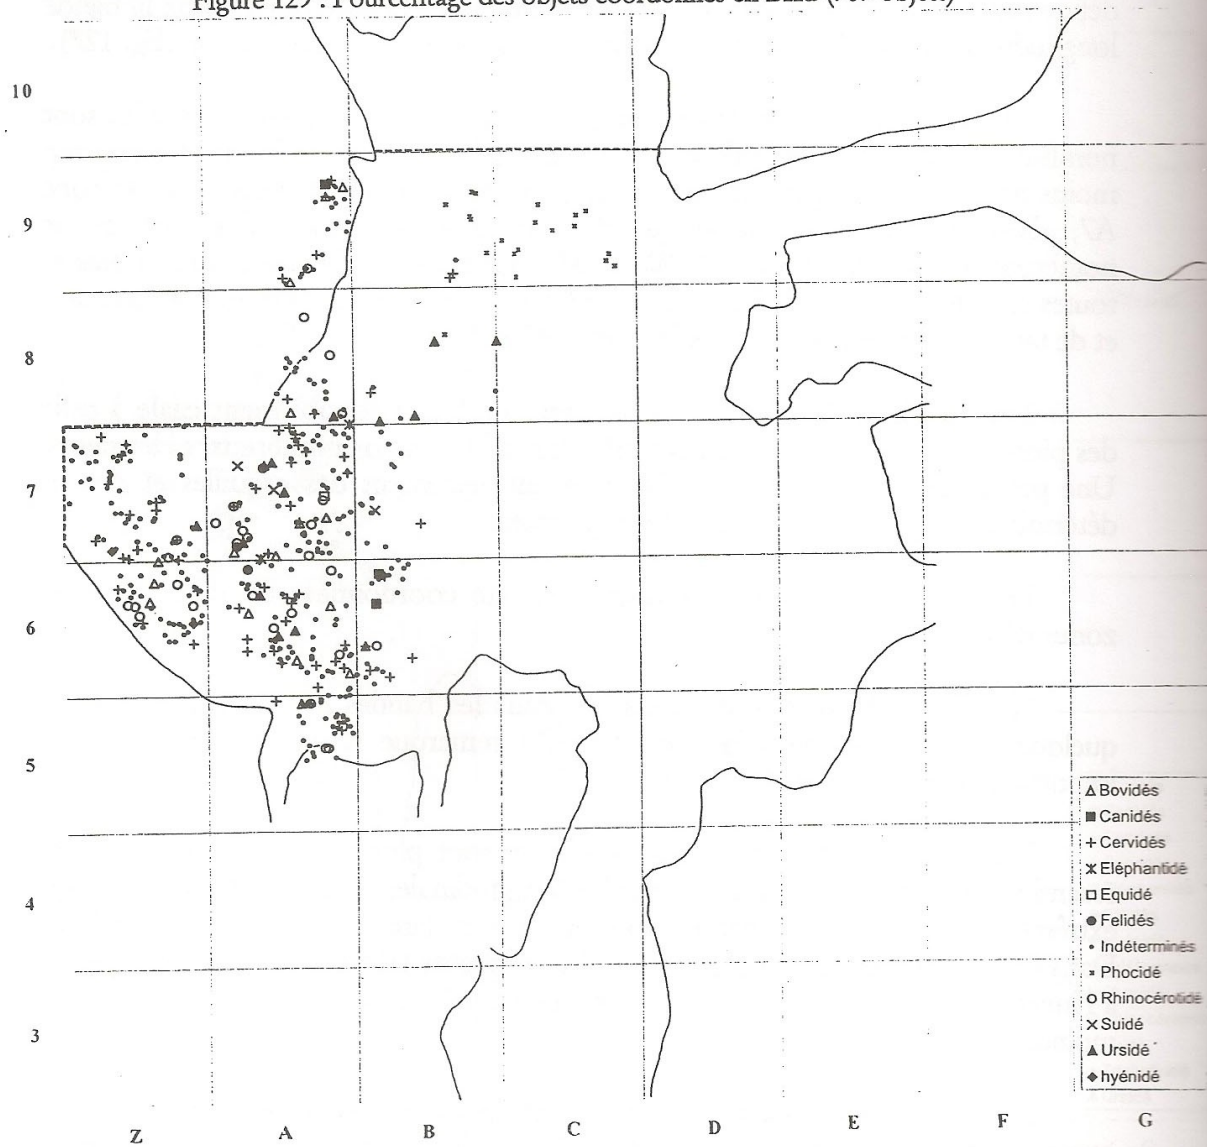 Figure 129 : Pourcentage des objets coordonnés en
10
9
8
7
6
5
4
3
Z A B C D E F G
Bovidés
Canidés
Cervidés
Eléphantidé
Equidé
Felidés
Indéterminés
Phocidé
Rhinocérotidé
Suidé
Ursidé
hyénidé